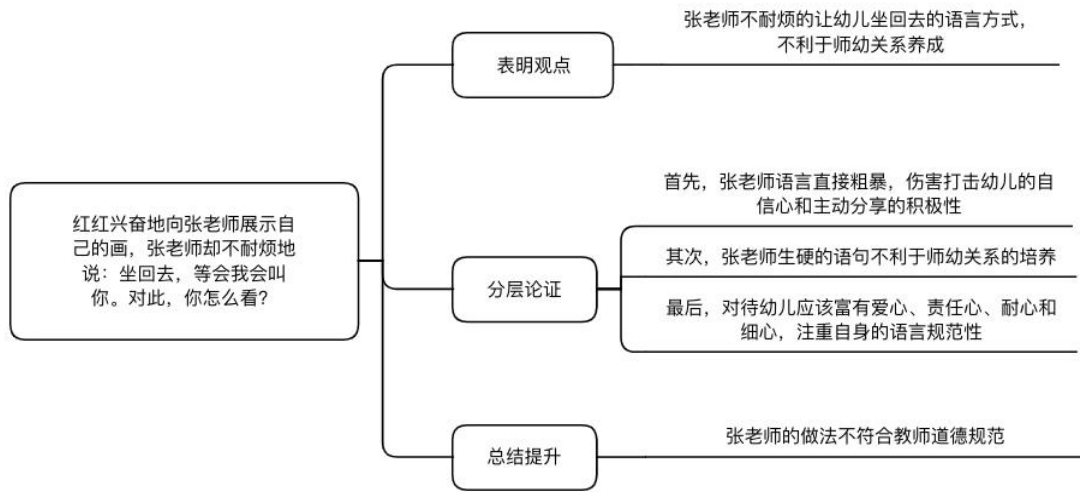 张老师不耐烦的让幼儿坐回去的语言方式，
不利于师幼关系养成
表明观点
红红兴奋地向张老师展示自
己的画，张老师却不耐烦地
说：坐回去，等会我会叫
你。对此，你怎么看？
首先，张老师语言直接粗暴，伤害打击幼儿的自
信心和主动分享的积极性
其次，张老师生硬的语句不利于师幼关系的培养
分层论证
最后，对待幼儿应该富有爱心、责任心、耐心和
细心，注重自身的语言规范性
张老师的做法不符合教师道德规范
总结提升